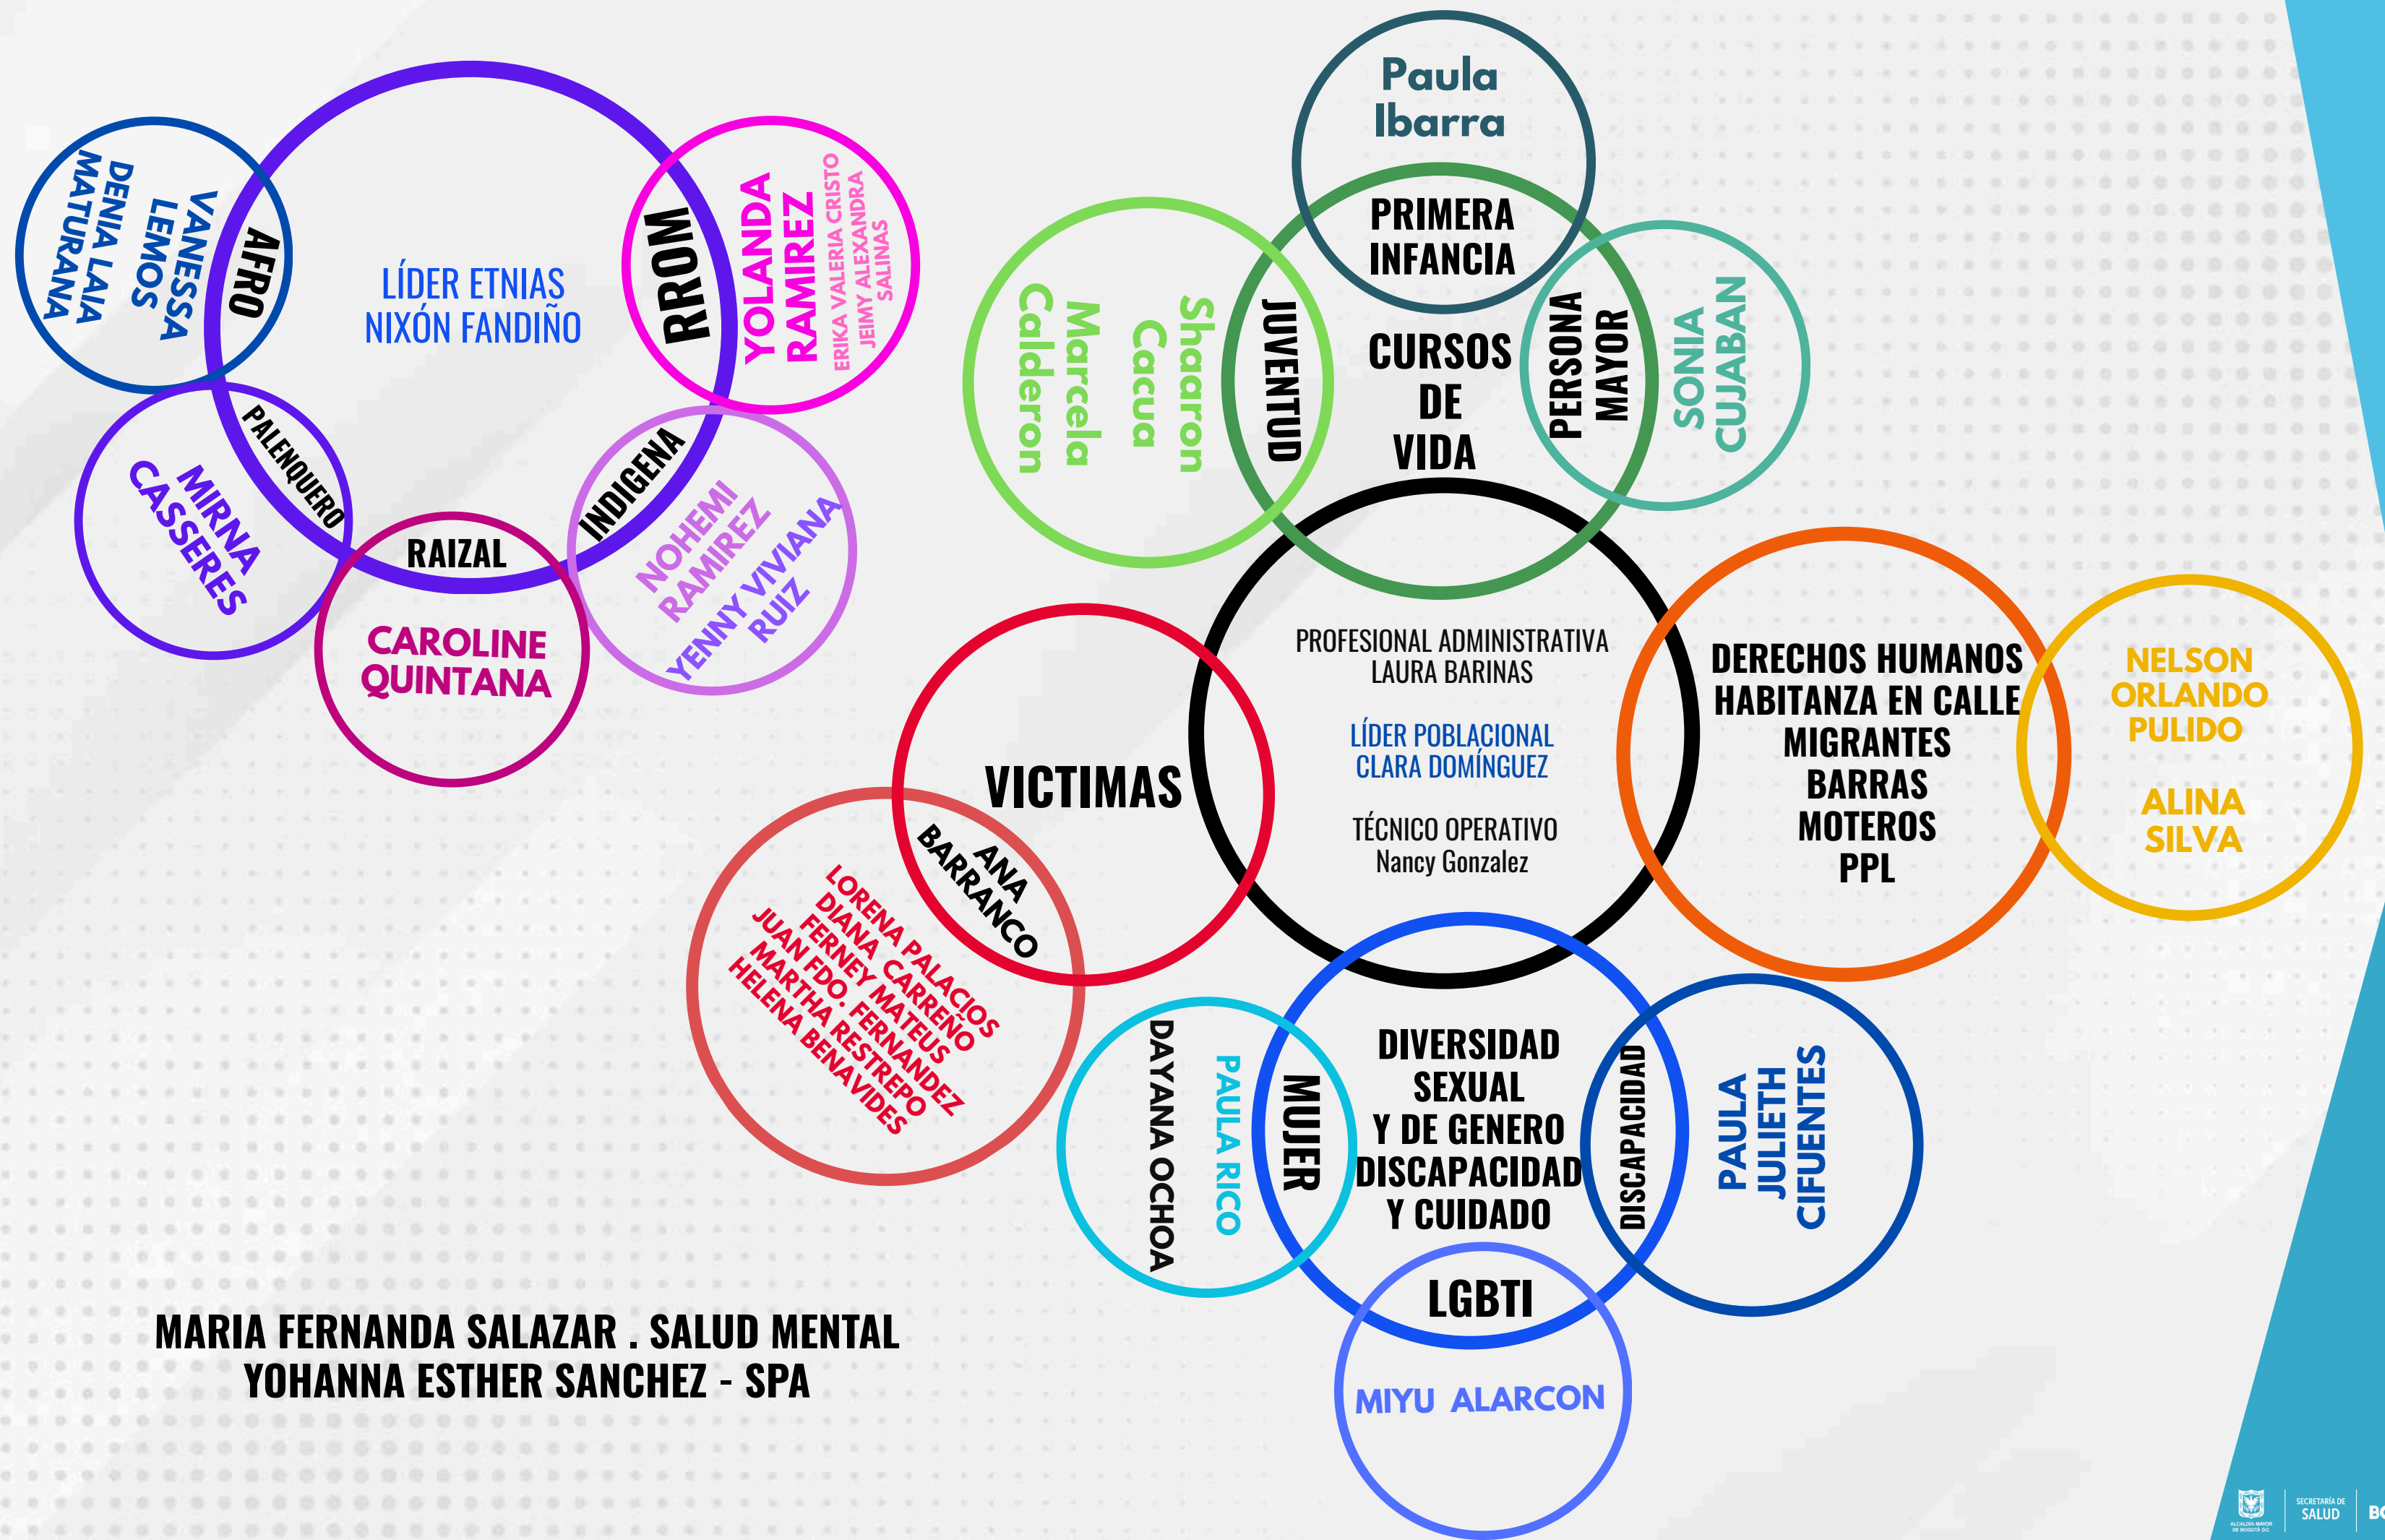 VANESSA
LEMOS
DENIA LAIA
MATURANA
AFRO
LÍDER ETNIAS
NIXÓN FANDIÑO
RROM
YOLANDA
RAMIREZ
ERIKA VALERIA CRISTO
JEIMY ALEXANDRA
SALINAS
PALENQUERO
MIRNA
CASSERES
RAIZAL
CAROLINE
QUINTANA
INDIGENA
NOHEMI
RAMIREZ
YENNY VIVIANA
RUIZ
Paula
Ibarra
PRIMERA
INFANCIA
Shaaron
Cacua
Marcela
Calderon
JUVENTUD
CURSOS
DE
VIDA
PERSONA
MAYOR
SONIA
CUJABAN
PROFESIONAL ADMINISTRATIVA
LAURA BARINAS
LÍDER POBLACIONAL
CLARA DOMÍNGUEZ
TÉCNICO OPERATIVO
Nancy Gonzalez
DERECHOS HUMANOS
HABITANZA EN CALLE
MIGRANTES
BARRAS
MOTEROS
PPL
NELSON
ORLANDO
PULIDO
ALINA
SILVA
VICTIMAS
ANA
BARRANCO
LORENA PALACIOS
DIANA CARREÑO
FERNEY MATEUS
JUAN FDO. FERNANDEZ
MARTHA RESTREPO
HELENA BENAVIDES
PAULA RICO
DAYANA OCHOA
MUJER
DIVERSIDAD
SEXUAL
Y DE GENERO
DISCAPACIDAD
Y CUIDADO
DISCAPACIDAD
PAULA
JULIETH
CIFUENTES
LGBTI
MIYU ALARCON
MARIA FERNANDA SALAZAR . SALUD MENTAL
YOHANNA ESTHER SANCHEZ - SPA
ALCALDÍA MAYOR
DE BOGOTÁ D.C.
SECRETARÍA DE
SALUD